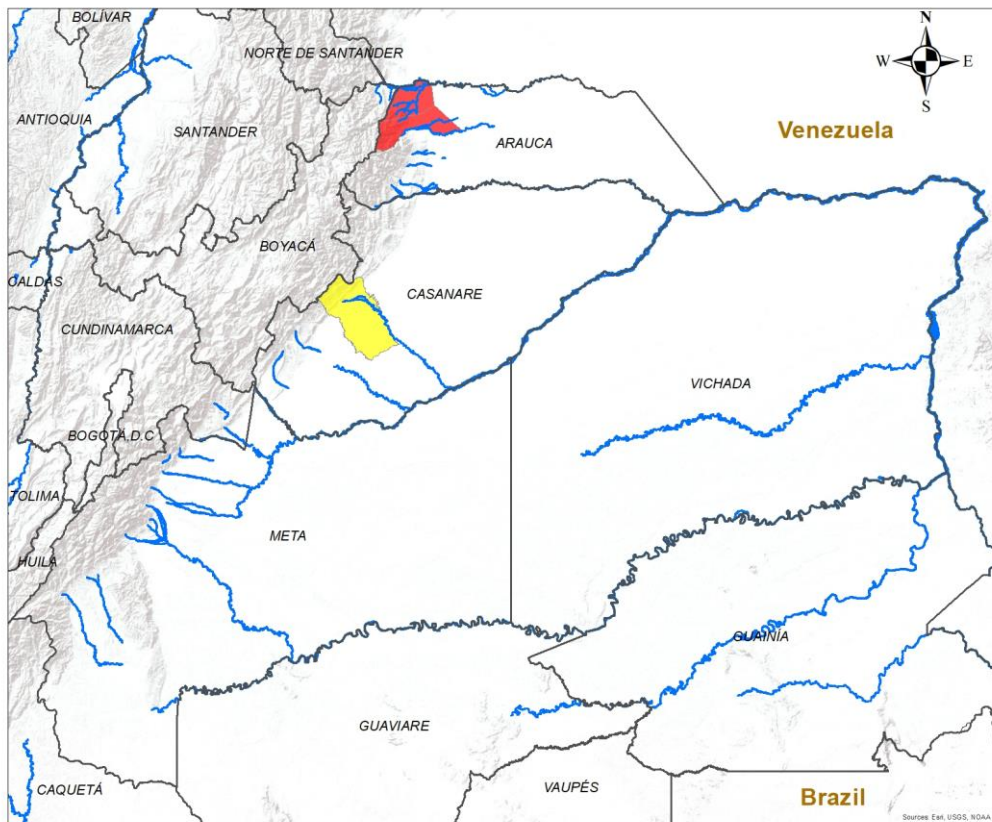 BOLÍVAR
N
NORTE DE SANTANDER
W
E
S
ANTIOQUIA
SANTANDER
Venezuela
ARAUCA
BOYACÁ
CALDAS
CASANARE
CUNDINAMARCA
VICHADA
BOGOTÁ D.C
TOLIMA
META
HUILA
GUAINÍA
GUAVIARE
CAQUETÁ
VAUPÉS
Brazil
Sources: Esri, USGS, NOAA